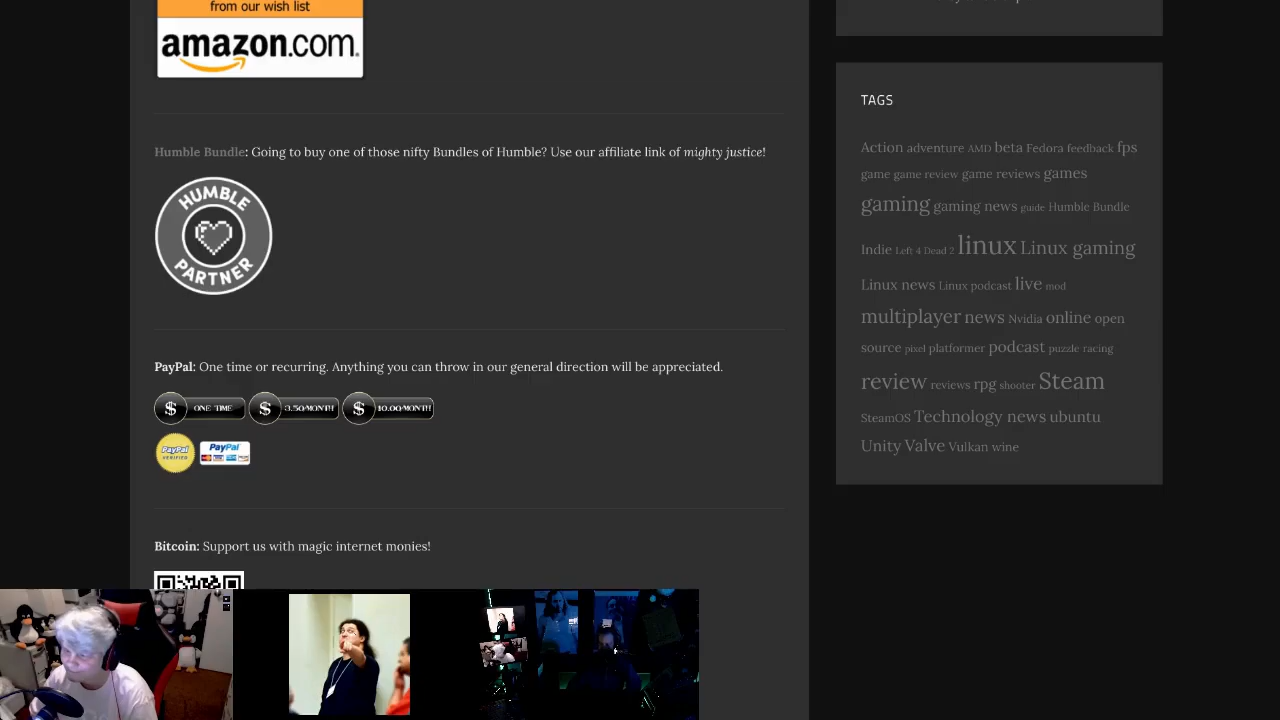 from our wish list
amazon.com.
Humble Bundle: Going to buy one of those nifty Bundles of Humble? Use our affiliate link of mighty justice!
HUMBLE
PARTNER
PayPal: One time or recurring. Anything you can throw in our general direction will be appreciated.
$ ONE TIME $ 3.50/MONTH $ 10.00/MONTH
PayPal VERIFIED PayPal
Bitcoin: Support us with magic internet monies!
TAGS
Action adventure AMD beta Fedora feedback fps
game game review game reviews games
gaming gaming news guide Humble Bundle
Indie Left 4 Dead 2 linux Linux gaming
Linux news Linux podcast live mod
multiplayer news Nvidia online open
source pixel platformer podcast puzzle racing
review reviews rpg shooter Steam
SteamOS Technology news ubuntu
Unity Valve Vulkan wine